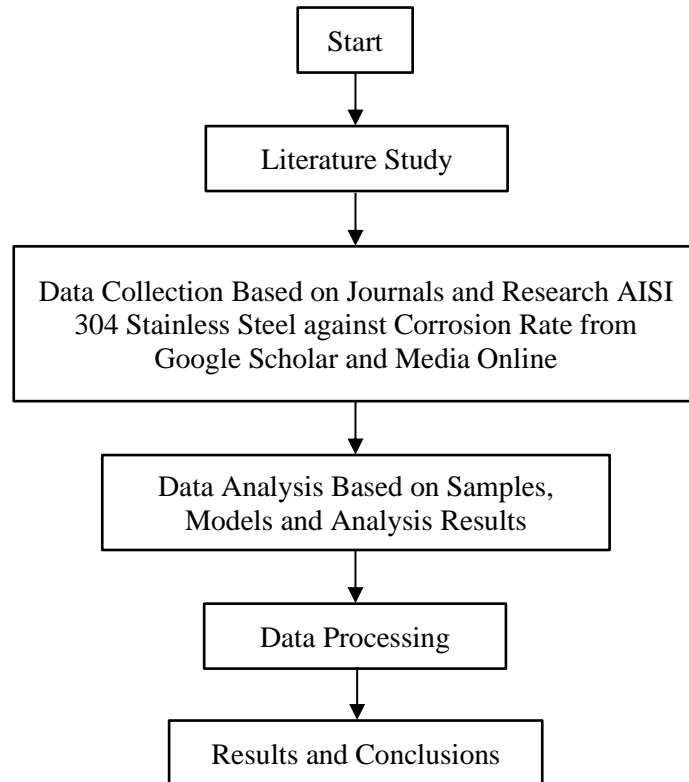 Start
Literature Study
Data Collection Based on Journals and Research AISI
304 Stainless Steel against Corrosion Rate from
Google Scholar and Media Online
Data Analysis Based on Samples,
Models and Analysis Results
Data Processing
Results and Conclusions